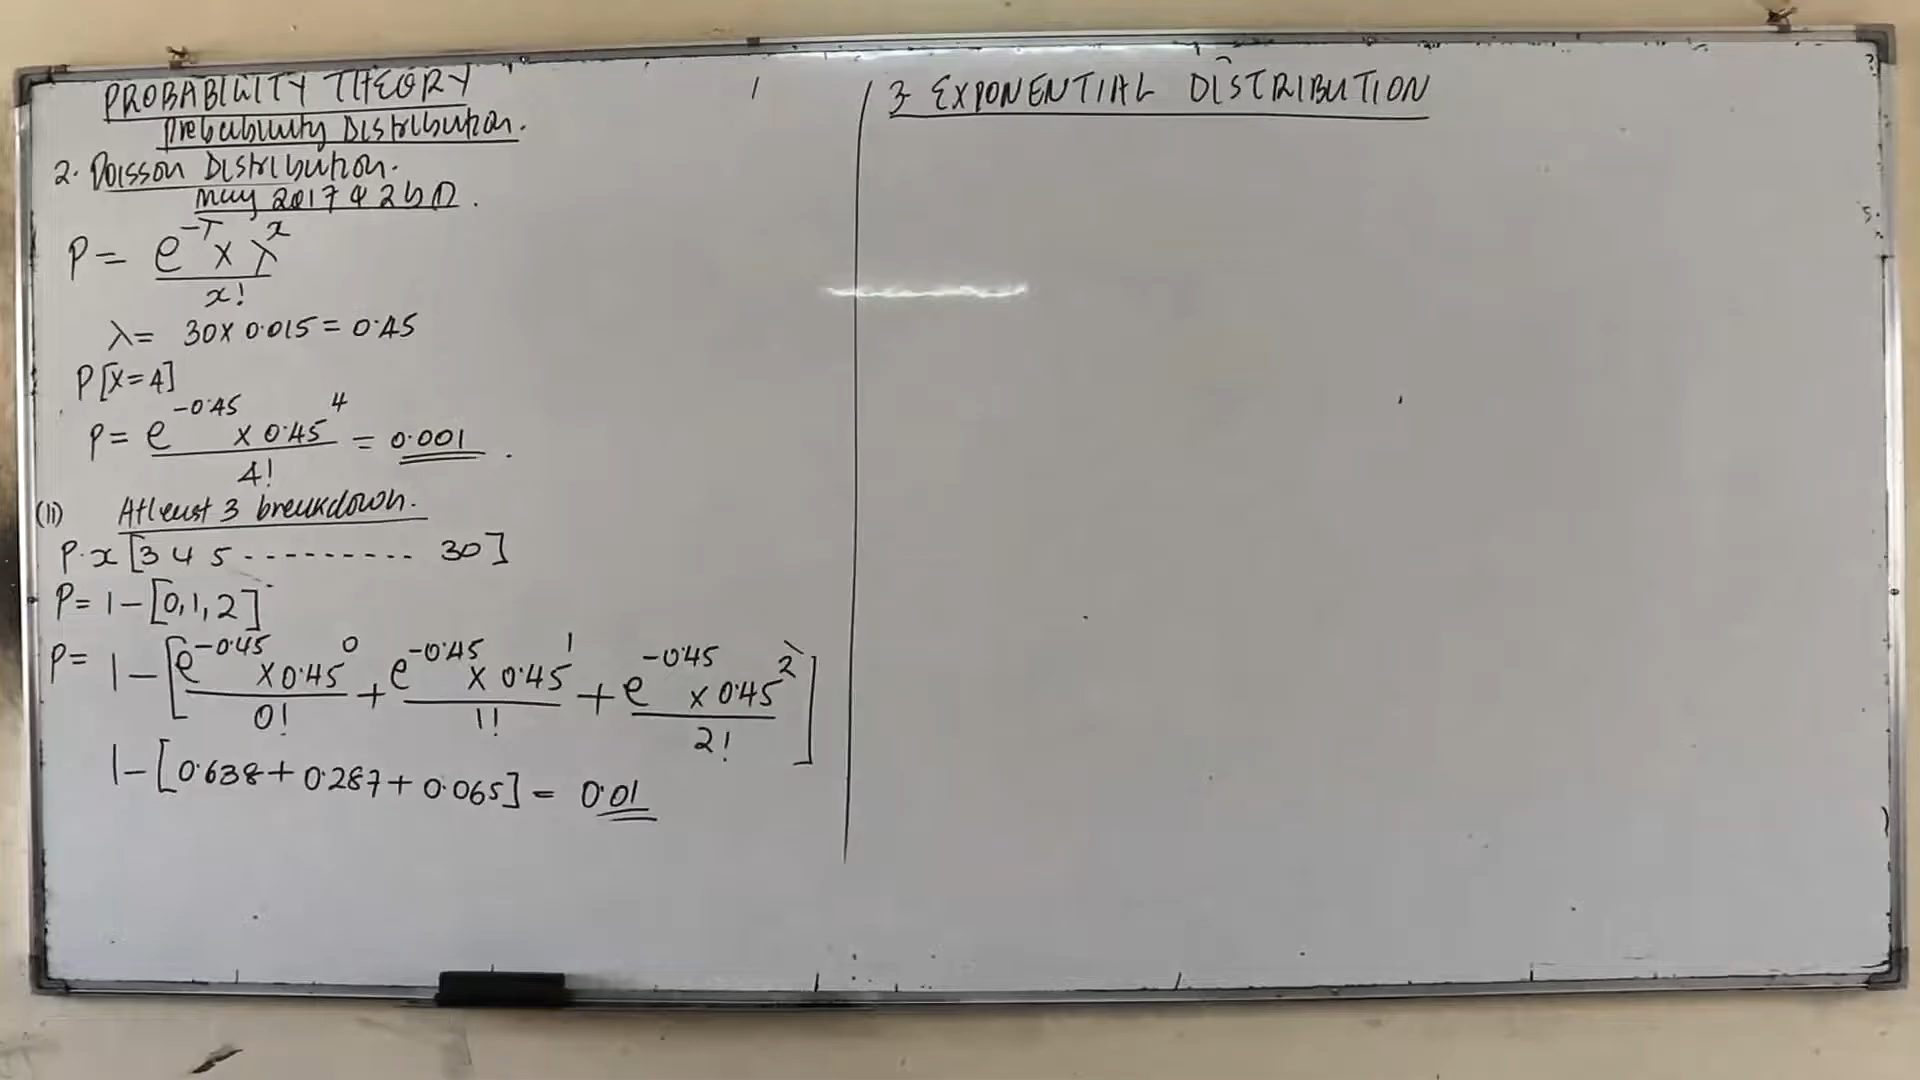 PROBABILITY THEORY
Probability Distribution.
2. Poisson Distribution.
May 2017 Q 2b
P = e^-λ x λ^x / x!
λ = 30 x 0.015 = 0.45
P[X=4]
P = e^-0.45 x 0.45^4 / 4! = 0.001
(II) Atleast 3 breakdown.
P.x [3 4 5 ---------- 30]
P = 1 - [0,1,2]
P = 1 - [e^-0.45 x 0.45^0 / 0! + e^-0.45 x 0.45^1 / 1! + e^-0.45 x 0.45^2 / 2!]
1 - [0.638 + 0.287 + 0.065] = 0.01
3 EXPONENTIAL DISTRIBUTION